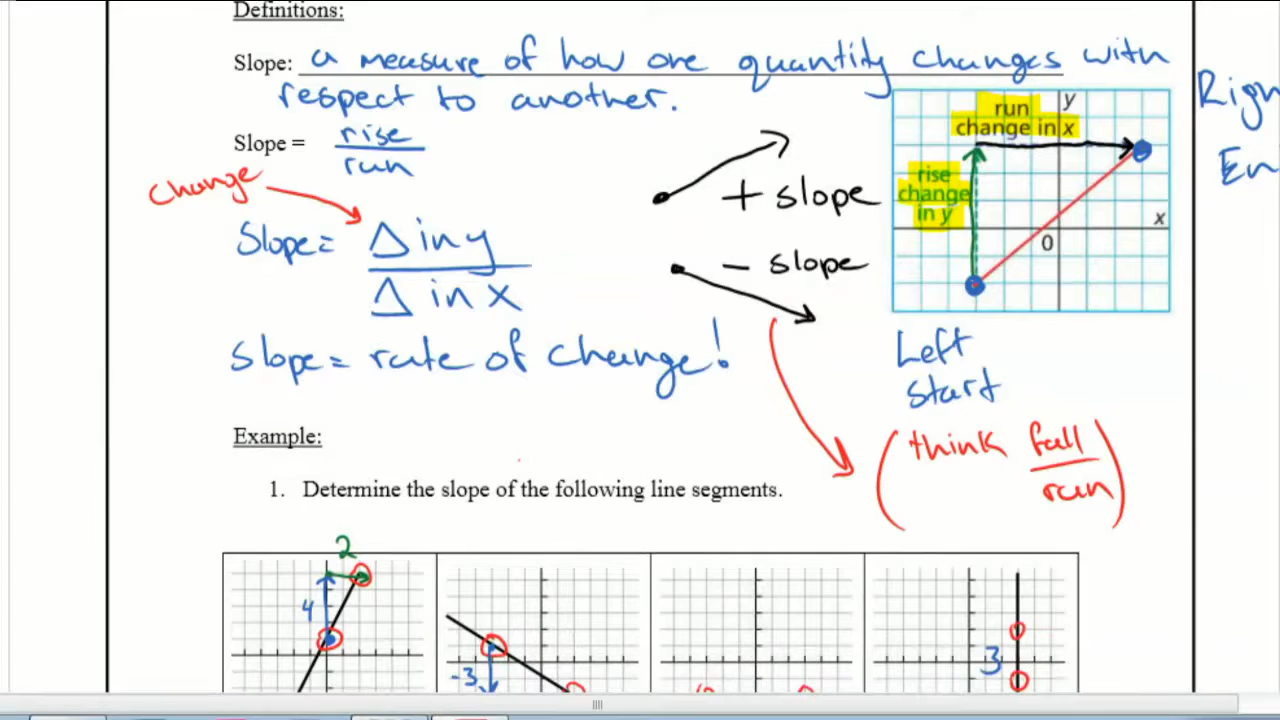 Definitions:
Slope: a measure of how one quantity changes with
respect to another.
Slope = rise
run
change
Slope = Δ in y
Δ in x
Slope = rate of change!
+ slope
− slope
run
change in x
y
rise
change
in y
x
0
Left
start
(think fall
run)
Example:
1. Determine the slope of the following line segments.
2
4
-3
3